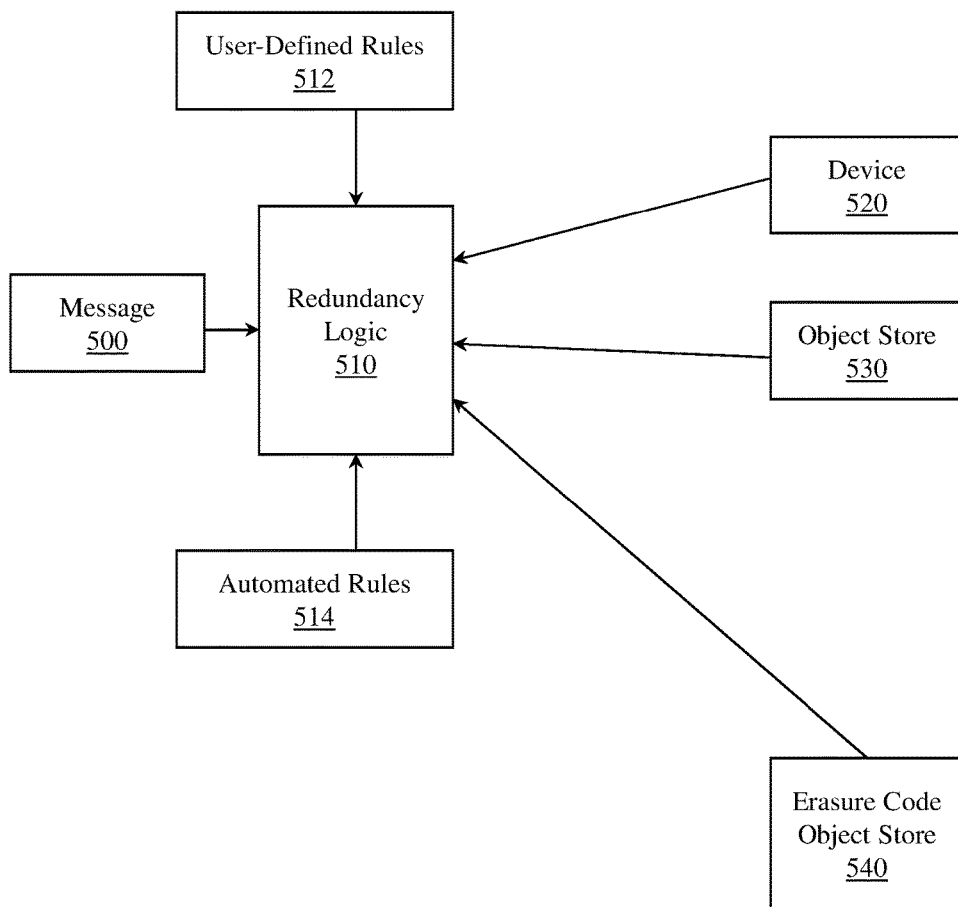 User-Defined Rules
512
Device
520
Message
500
Redundancy
Logic
510
Object Store
530
Automated Rules
514
Erasure Code
Object Store
540